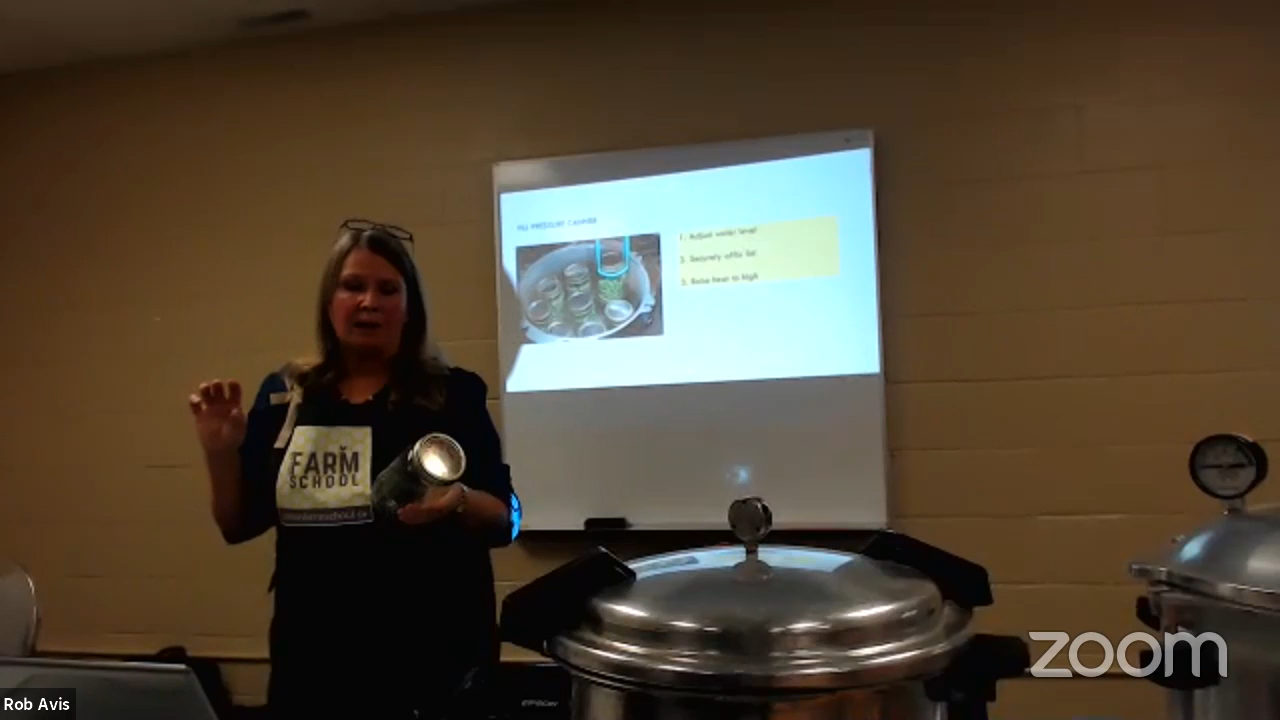 FILL PRESSURE CANNER
1. Adjust water level
2. Securely affix lid
3. Raise heat to high
FARM
SCHOOL
EPSON
zoom
Rob Avis